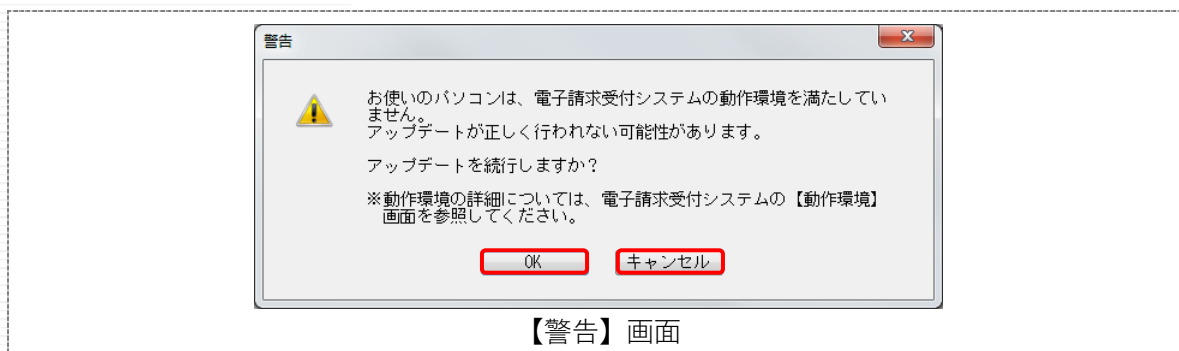 警告
お使いのパソコンは、電子請求受付システムの動作環境を満たしてい
ません。
アップデートが正しく行われない可能性があります。
アップデートを続行しますか？
※動作環境の詳細については、電子請求受付システムの【動作環境】
画面を参照してください。
OK
キャンセル
【警告】画面